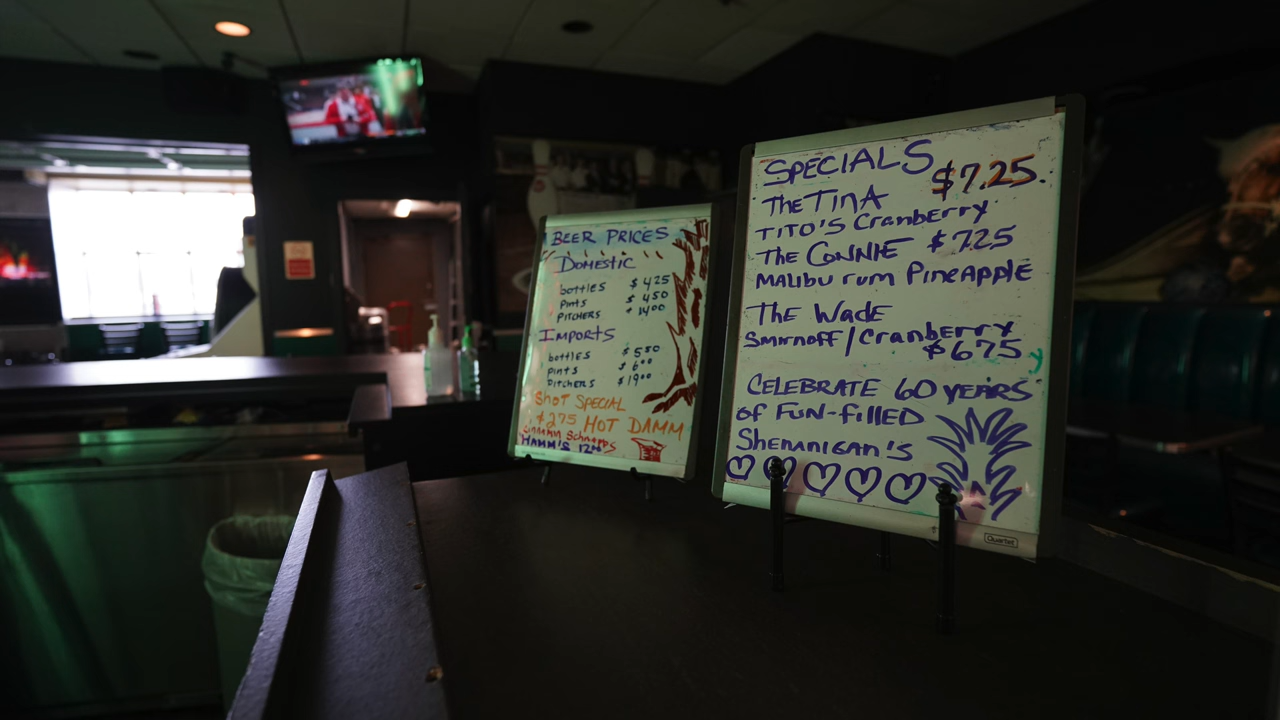 BEER PRICES
DOMESTIC
bottles $4.25
pints $4.50
PITCHERS $14.00
IMPORTS
bottles $5.50
pints $6.00
PITCHERS $19.00
SHOT SPECIAL
$2.75 HOT DAMM
Cinnamon Schnapps
HAMM'S 12oz
SPECIALS
The TinA $7.25.
TITO'S Cranberry
THE CONNIE $7.25
MALIBU rum PineApple
The Wade
Smirnoff/Cranberry
$6.75
CELEBRATE 60 YEARS
OF FUN-fILLED
Shenanigan's
Quartet